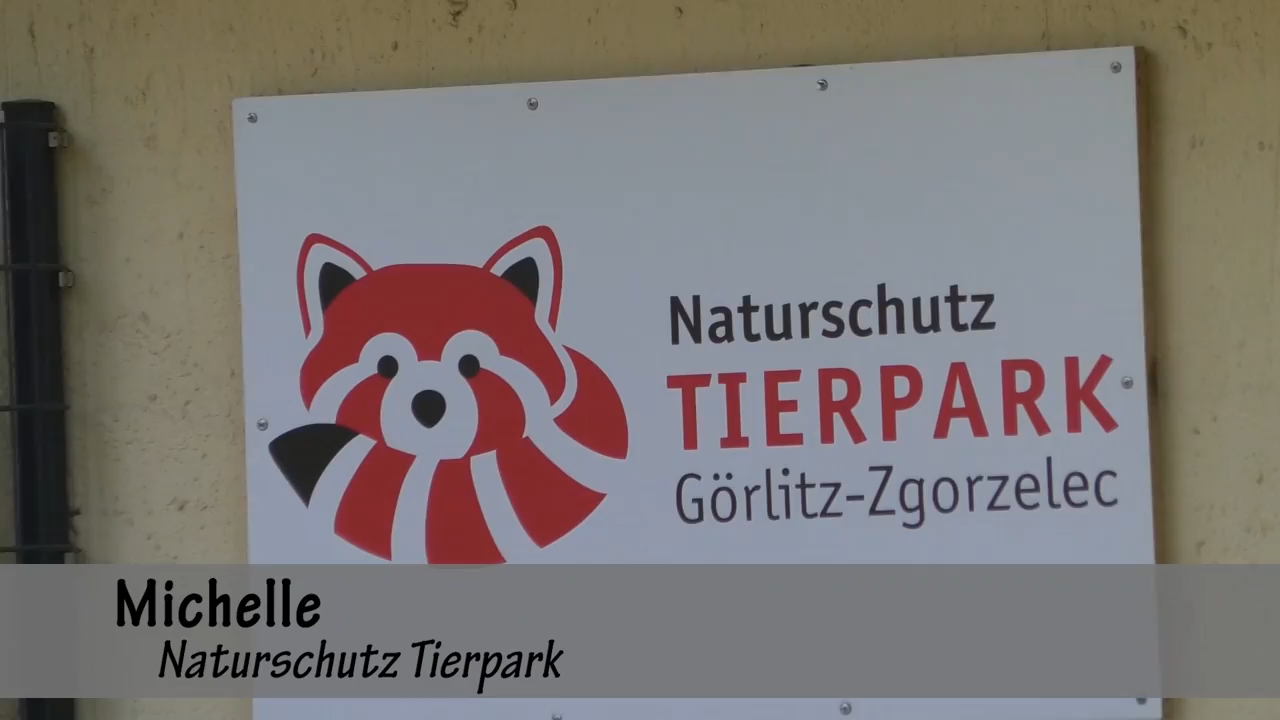 Naturschutz
TIERPARK
Görlitz-Zgorzelec
Michelle
Naturschutz Tierpark